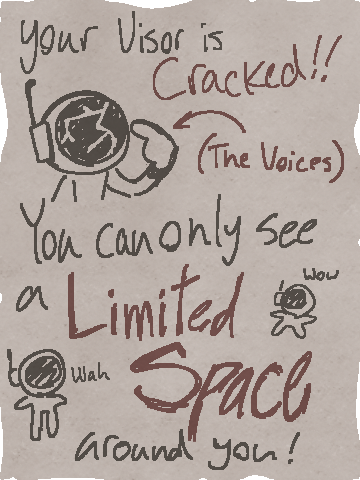 your Visor is
Cracked!!
(The Voices)
You can only see
a Limited
Wow
Wah
Space
around you!